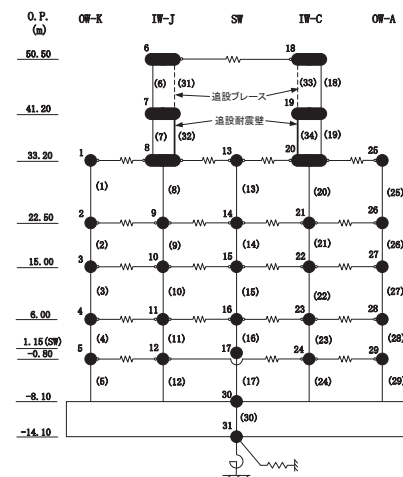 O.P. OW-K IW-J SW IW-C OW-A
(m)
50.50 6 18
(6) (31) (33) (18)
追設ブレース
41.20 7 19
(7) (32) 追設耐震壁 (34) (19)
33.20 1 8 13 20 25
(1) (8) (13) (20) (25)
22.50 2 9 14 21 26
(2) (9) (14) (21) (26)
15.00 3 10 15 22 27
(3) (10) (15) (22) (27)
6.00 4 11 16 23 28
1.15(SW) (4) (11) (16) (23) (28)
-0.80 5 12 17 24 29
(5) (12) (17) (24) (29)
-8.10 30
(30)
-14.10 31